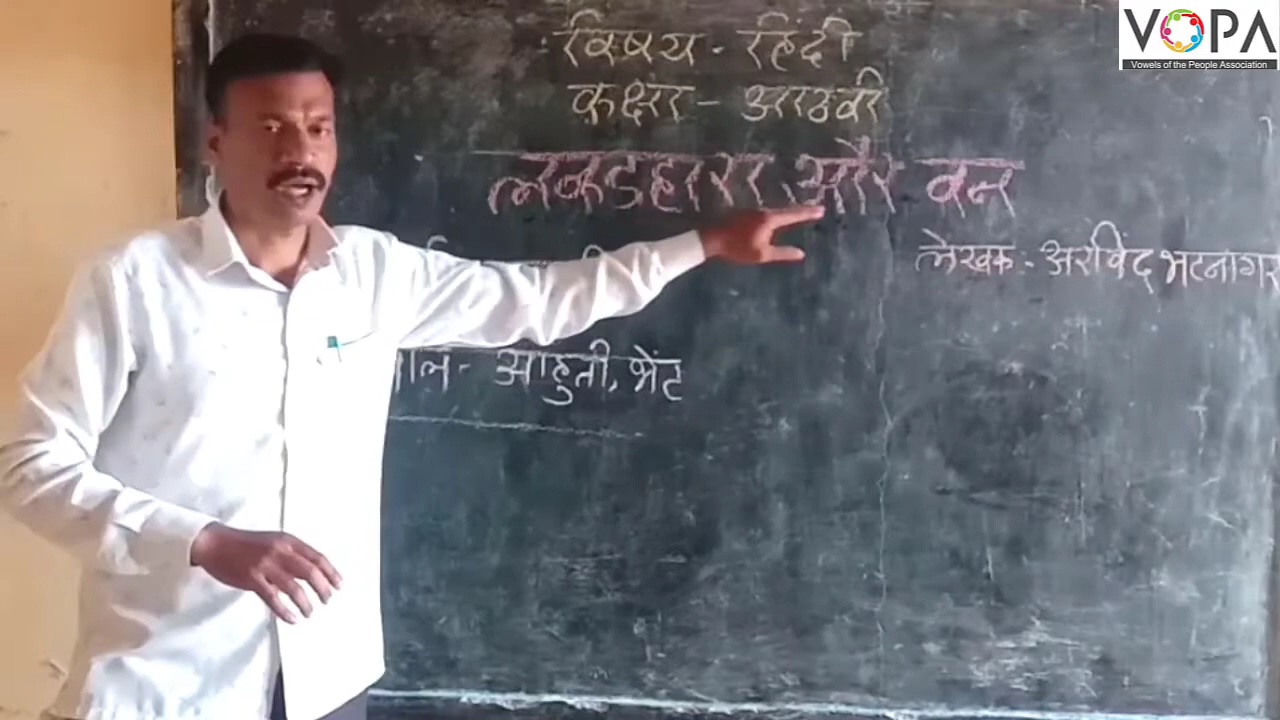 VOPA
Vowels of the People Association
विषय - हिंदी
कक्षा - आठवी
लकडहारा और वन
लेखक - अरविंद भटनागर
आहुती, भेंट